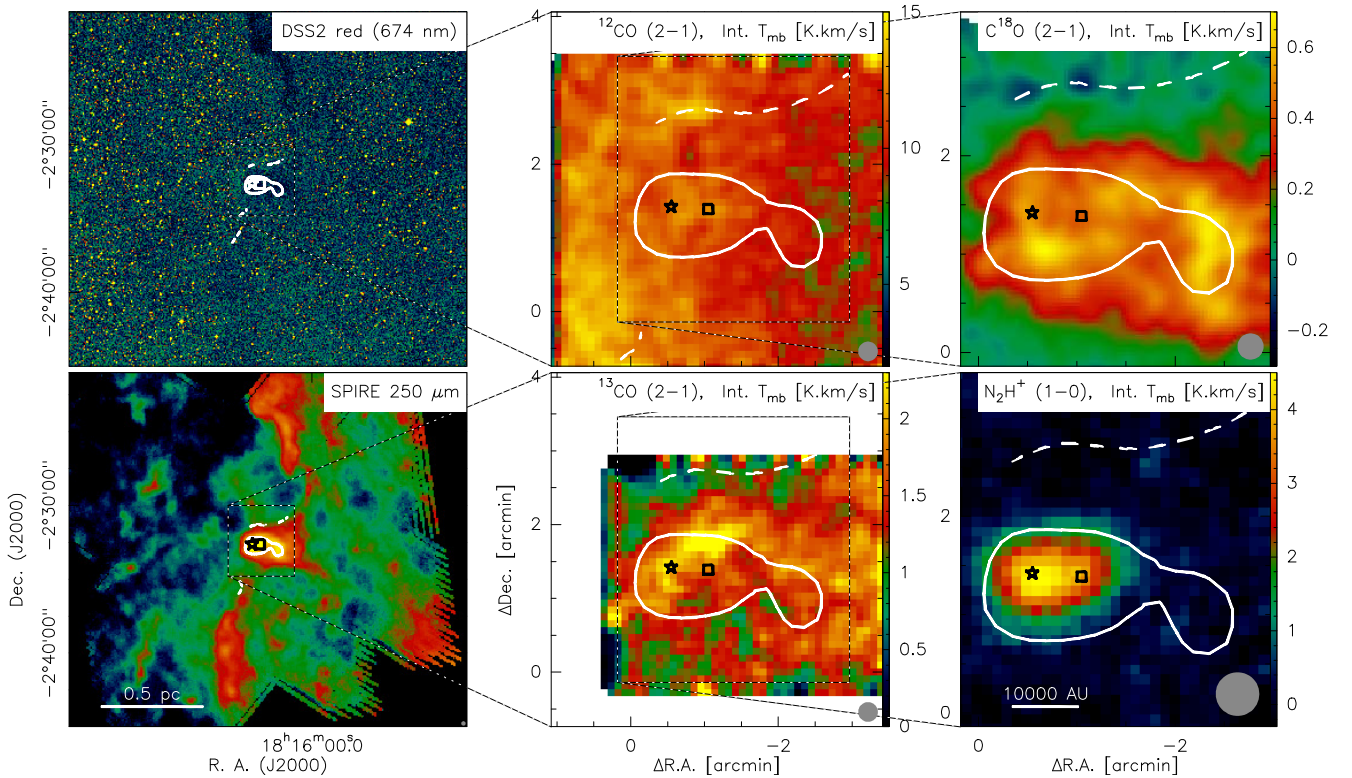 DSS2 red (674 nm)
−2°30'00''
−2°40'00''
¹²CO (2−1), Int. T_mb [K.km/s]
4
2
0
15
10
5
C¹⁸O (2−1), Int. T_mb [K.km/s]
2
0
0.6
0.4
0.2
0
−0.2
SPIRE 250 μm
Dec. (J2000)
−2°30'00''
−2°40'00''
0.5 pc
18ʰ16ᵐ00ˢ.0
R. A. (J2000)
¹³CO (2−1), Int. T_mb [K.km/s]
ΔDec. [arcmin]
4
2
0
2
1.5
1
0.5
0
0
−2
ΔR.A. [arcmin]
N₂H⁺ (1−0), Int. T_mb [K.km/s]
2
0
4
3
2
1
0
10000 AU
0
−2
ΔR.A. [arcmin]